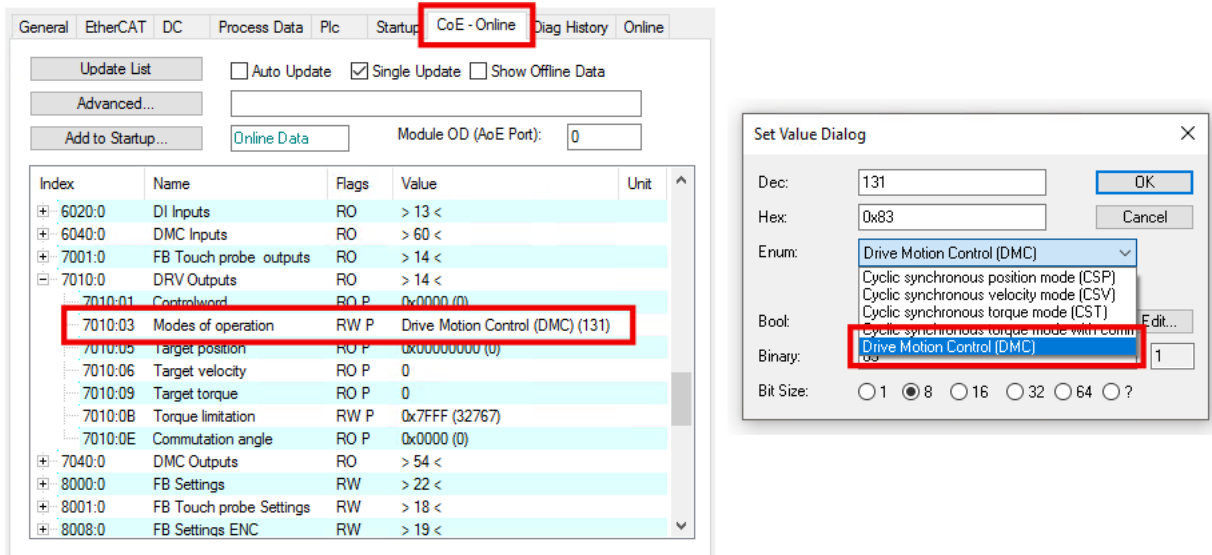 General EtherCAT DC Process Data Plc Startup CoE - Online Diag History Online
Update List Auto Update Single Update Show Offline Data
Advanced...
Add to Startup... Online Data Module OD (AoE Port): 0
Index Name Flags Value Unit
6020:0 DI Inputs RO > 13 <
6040:0 DMC Inputs RO > 60 <
7001:0 FB Touch probe outputs RO > 14 <
7010:0 DRV Outputs RO > 14 <
7010:01 Controlword RO P 0x0000 (0)
7010:03 Modes of operation RW P Drive Motion Control (DMC) (131)
7010:05 Target position RO P 0x00000000 (0)
7010:06 Target velocity RO P 0
7010:09 Target torque RO P 0
7010:0B Torque limitation RW P 0x7FFF (32767)
7010:0E Commutation angle RO P 0x0000 (0)
7040:0 DMC Outputs RO > 54 <
8000:0 FB Settings RW > 22 <
8001:0 FB Touch probe Settings RW > 18 <
8008:0 FB Settings ENC RW > 19 <
Set Value Dialog
Dec: 131 OK
Hex: 0x83 Cancel
Enum: Drive Motion Control (DMC)
Cyclic synchronous position mode (CSP)
Cyclic synchronous velocity mode (CSV)
Cyclic synchronous torque mode (CST)
Bool: Cyclic synchronous torque mode with comm Edit...
Drive Motion Control (DMC)
Binary: 1
Bit Size: 1 8 16 32 64 ?